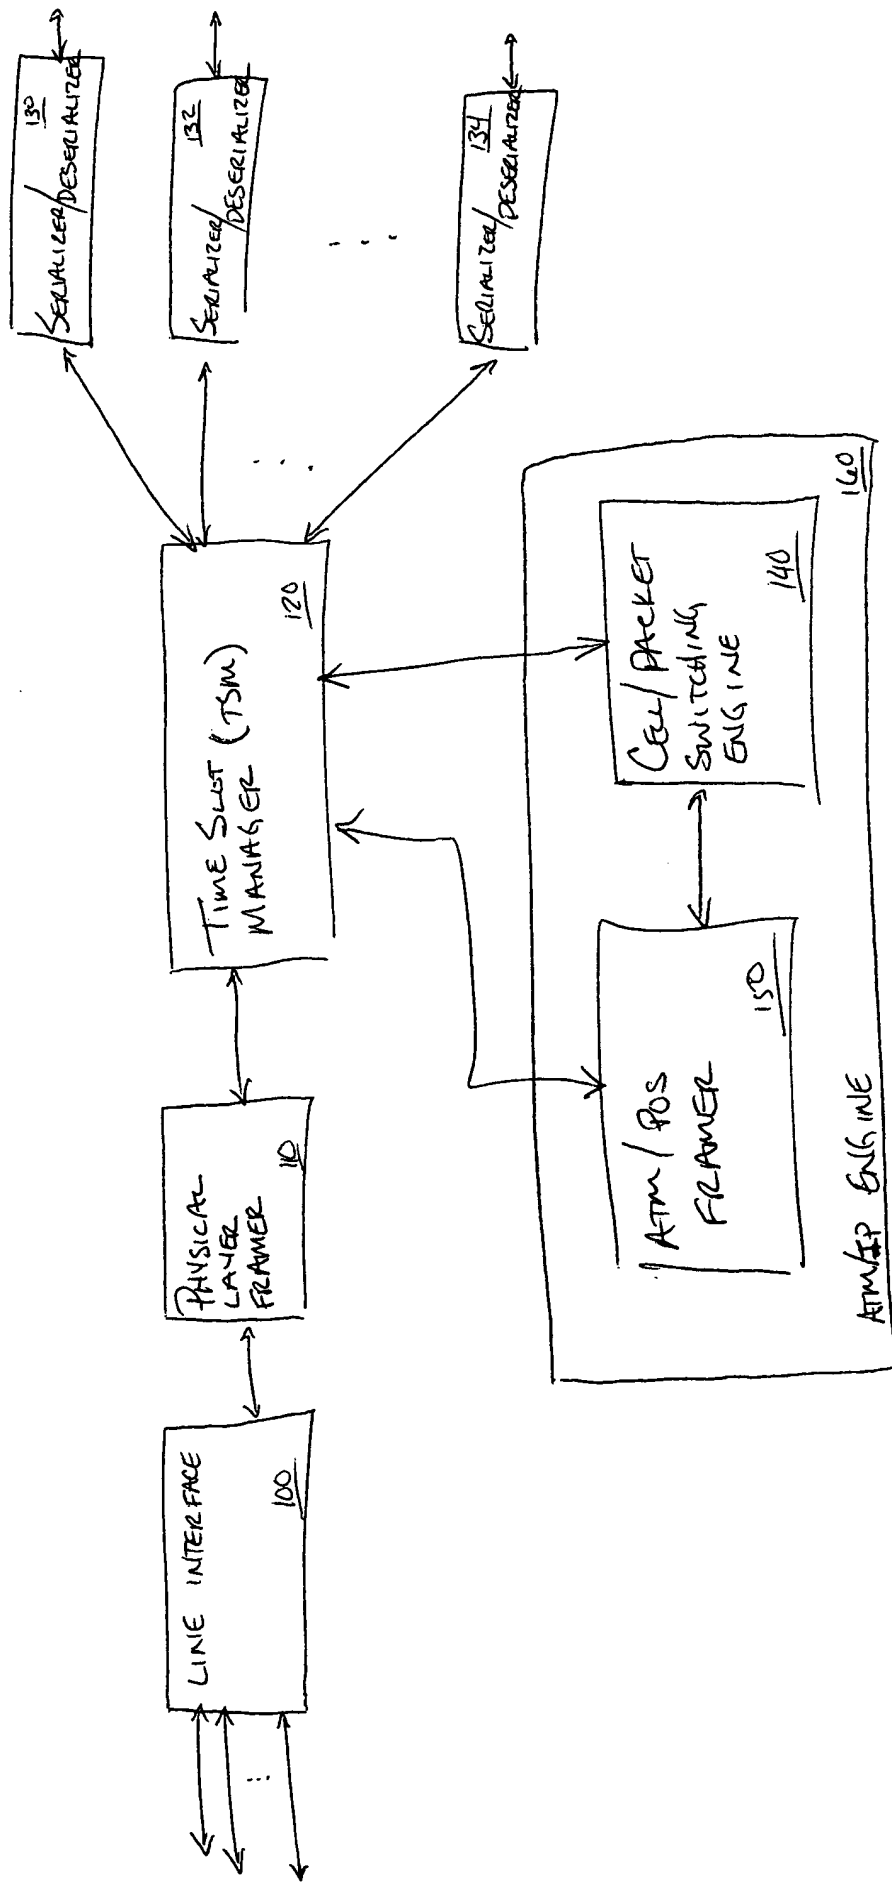 LINE INTERFACE
100
PHYSICAL
LAYER
FRAMER
110
TIME SLOT (TSM)
MANAGER
120
SERIALIZER/
DESERIALIZER
130
SERIALIZER/
DESERIALIZER
132
...
SERIALIZER/
DESERIALIZER
134
ATM/POS
FRAMER
150
CELL/PACKET
SWITCHING
ENGINE
140
ATM/IP ENGINE
160